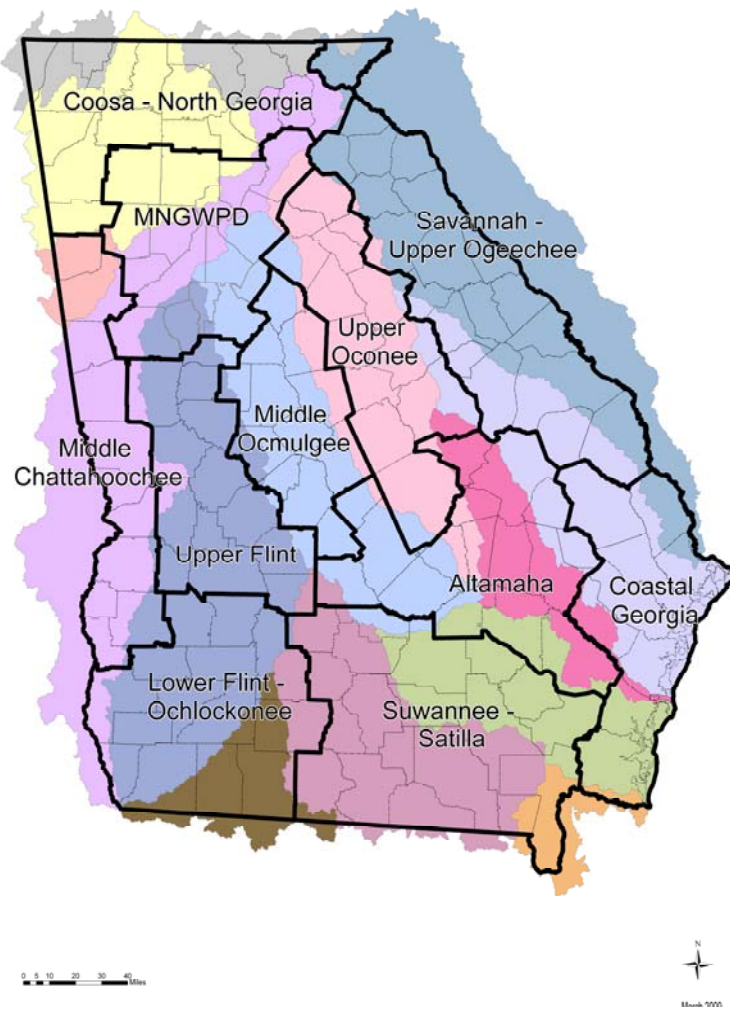 Coosa - North Georgia
MNGWPD
Savannah -
Upper Ogeechee
Upper
Oconee
Middle
Ocmulgee
Middle
Chattahoochee
Upper Flint
Altamaha
Coastal
Georgia
Lower Flint -
Ochlockonee
Suwannee -
Satilla
N
0 5 10 20 30 40
Miles
March